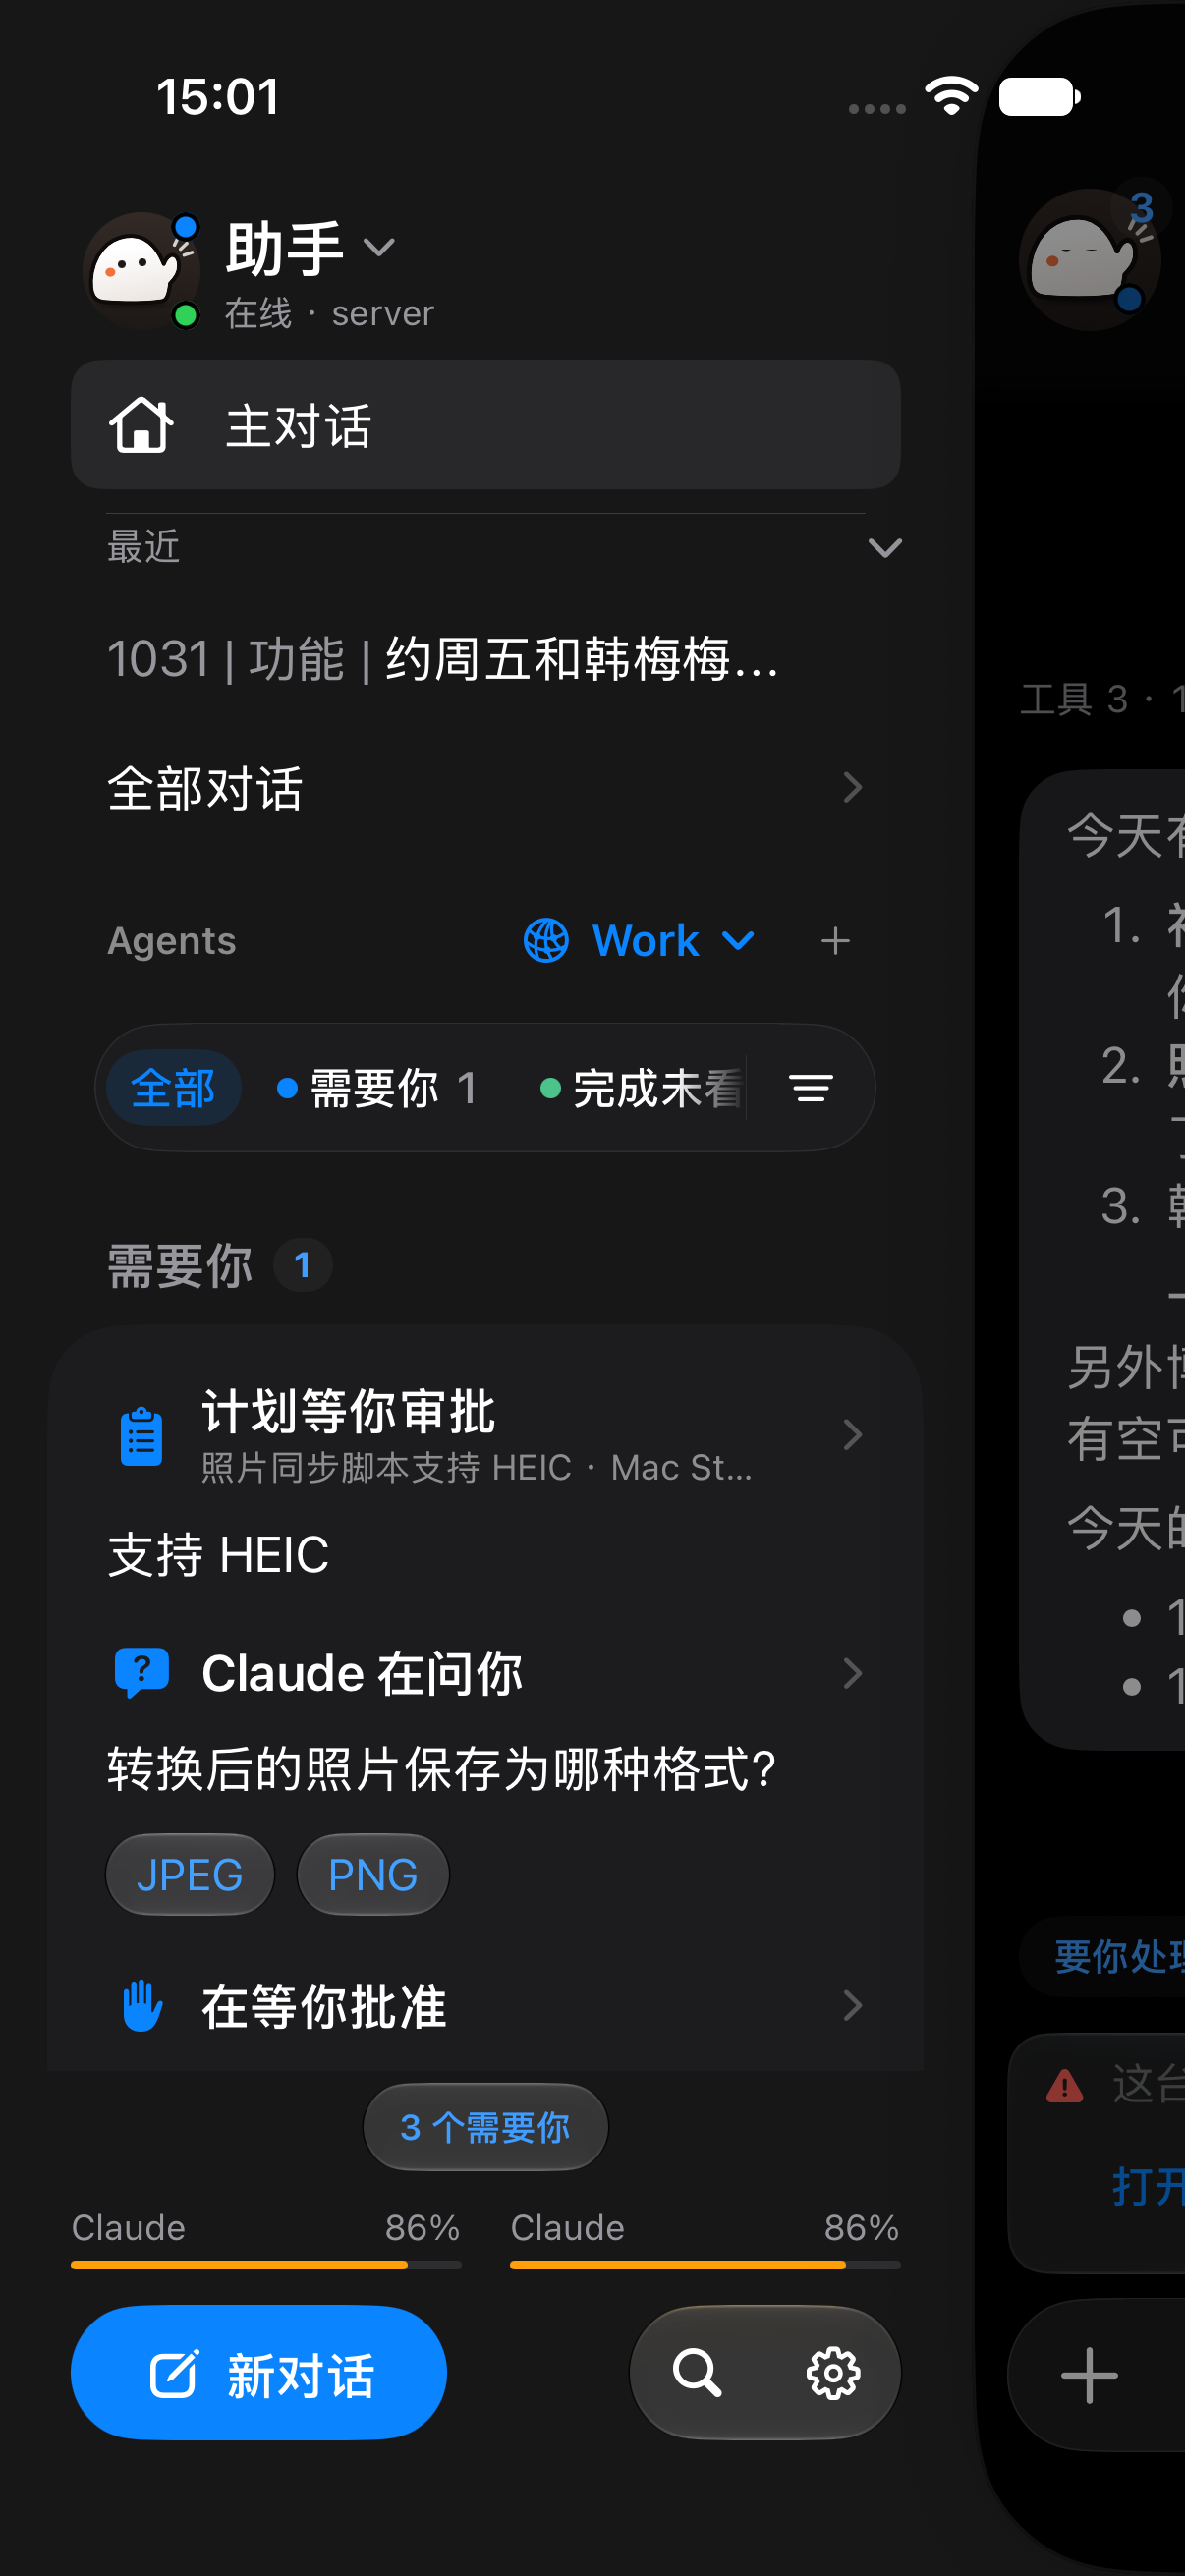 15:01
助手
在线 · server
3
主对话
最近
1031 | 功能 | 约周五和韩梅梅...
工具 3 · 1
全部对话
今天有
1.
Agents
Work
2.
全部
需要你 1
完成未看
3.
需要你 1
另外
有空可
计划等你审批
照片同步脚本支持 HEIC · Mac St...
今天的
支持 HEIC
Claude 在问你
转换后的照片保存为哪种格式?
JPEG
PNG
要你处理
在等你批准
这台
3 个需要你
打开
Claude 86%
Claude 86%
新对话